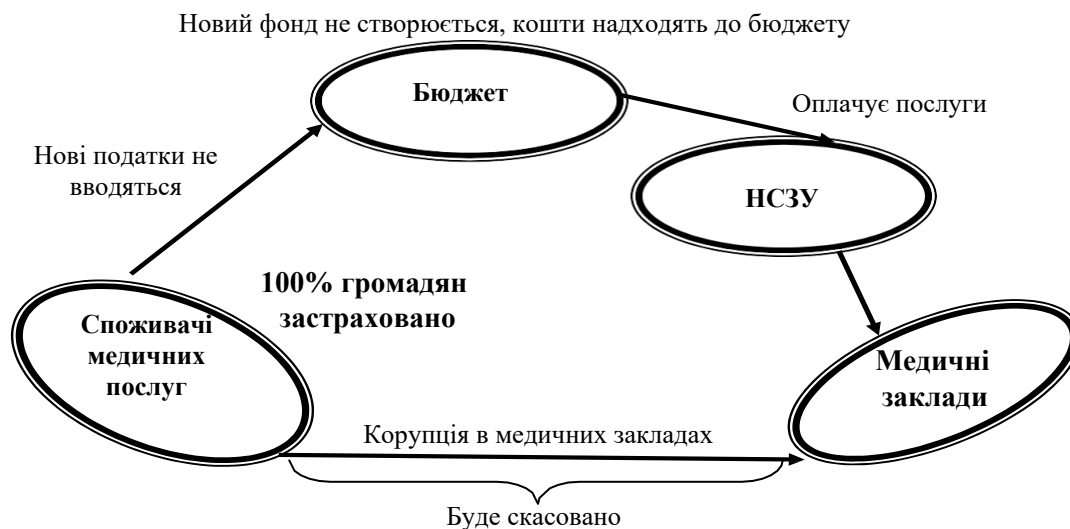 Новий фонд не створюється, кошти надходять до бюджету
Бюджет
Оплачує послуги
Нові податки не
вводяться
НСЗУ
100% громадян
застраховано
Споживачі
медичних
послуг
Медичні
заклади
Корупція в медичних закладах
Буде скасовано